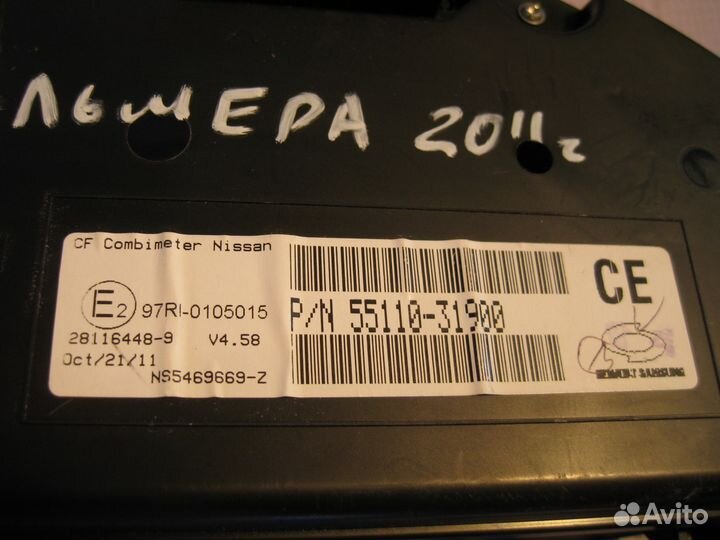 льмЕРА 2011г
CF Combimeter Nissan
E2 97RI-0105015
28116448-9 V4.58
Oct/21/11
NS5469669-Z
P/N 55110-31900
CE
RENAULT SAMSUNG
Avito